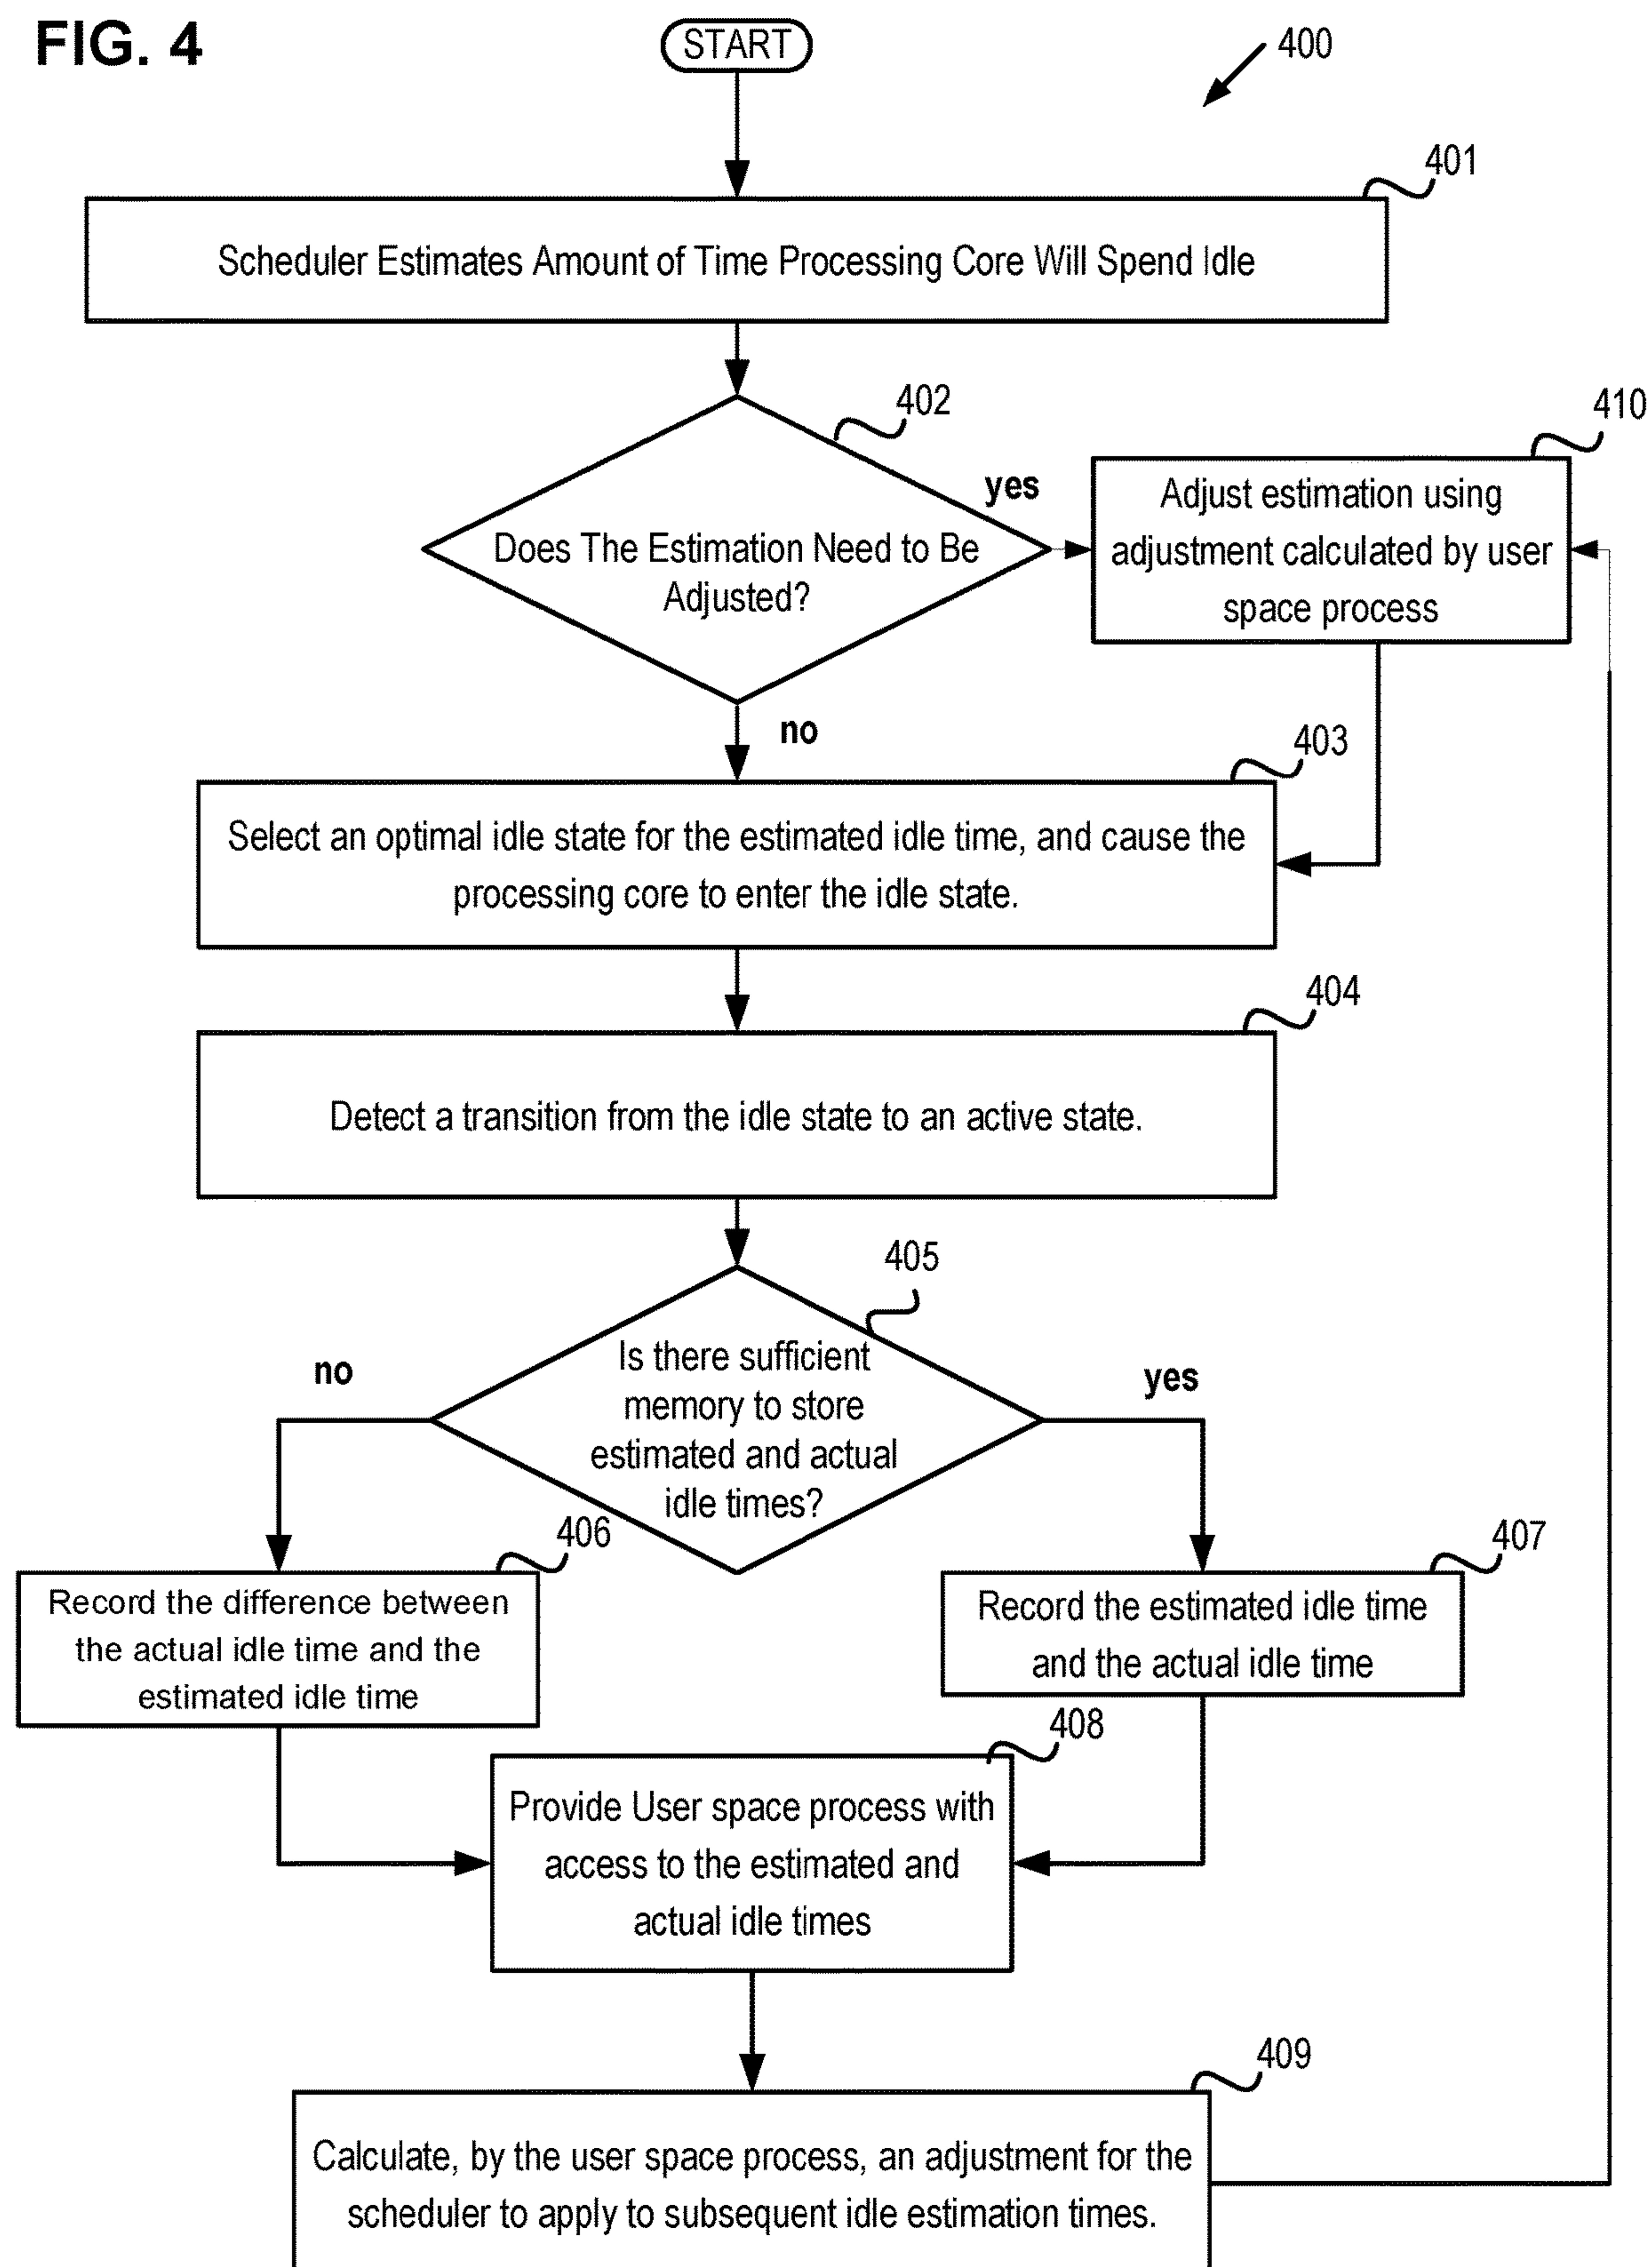 FIG. 4
START
400
401
Scheduler Estimates Amount of Time Processing Core Will Spend Idle
402
410
yes
Adjust estimation using
adjustment calculated by user
space process
Does The Estimation Need to Be
Adjusted?
no
403
Select an optimal idle state for the estimated idle time, and cause the
processing core to enter the idle state.
404
Detect a transition from the idle state to an active state.
405
Is there sufficient
memory to store
estimated and actual
idle times?
no
yes
406
Record the difference between
the actual idle time and the
estimated idle time
407
Record the estimated idle time
and the actual idle time
408
Provide User space process with
access to the estimated and
actual idle times
409
Calculate, by the user space process, an adjustment for the
scheduler to apply to subsequent idle estimation times.